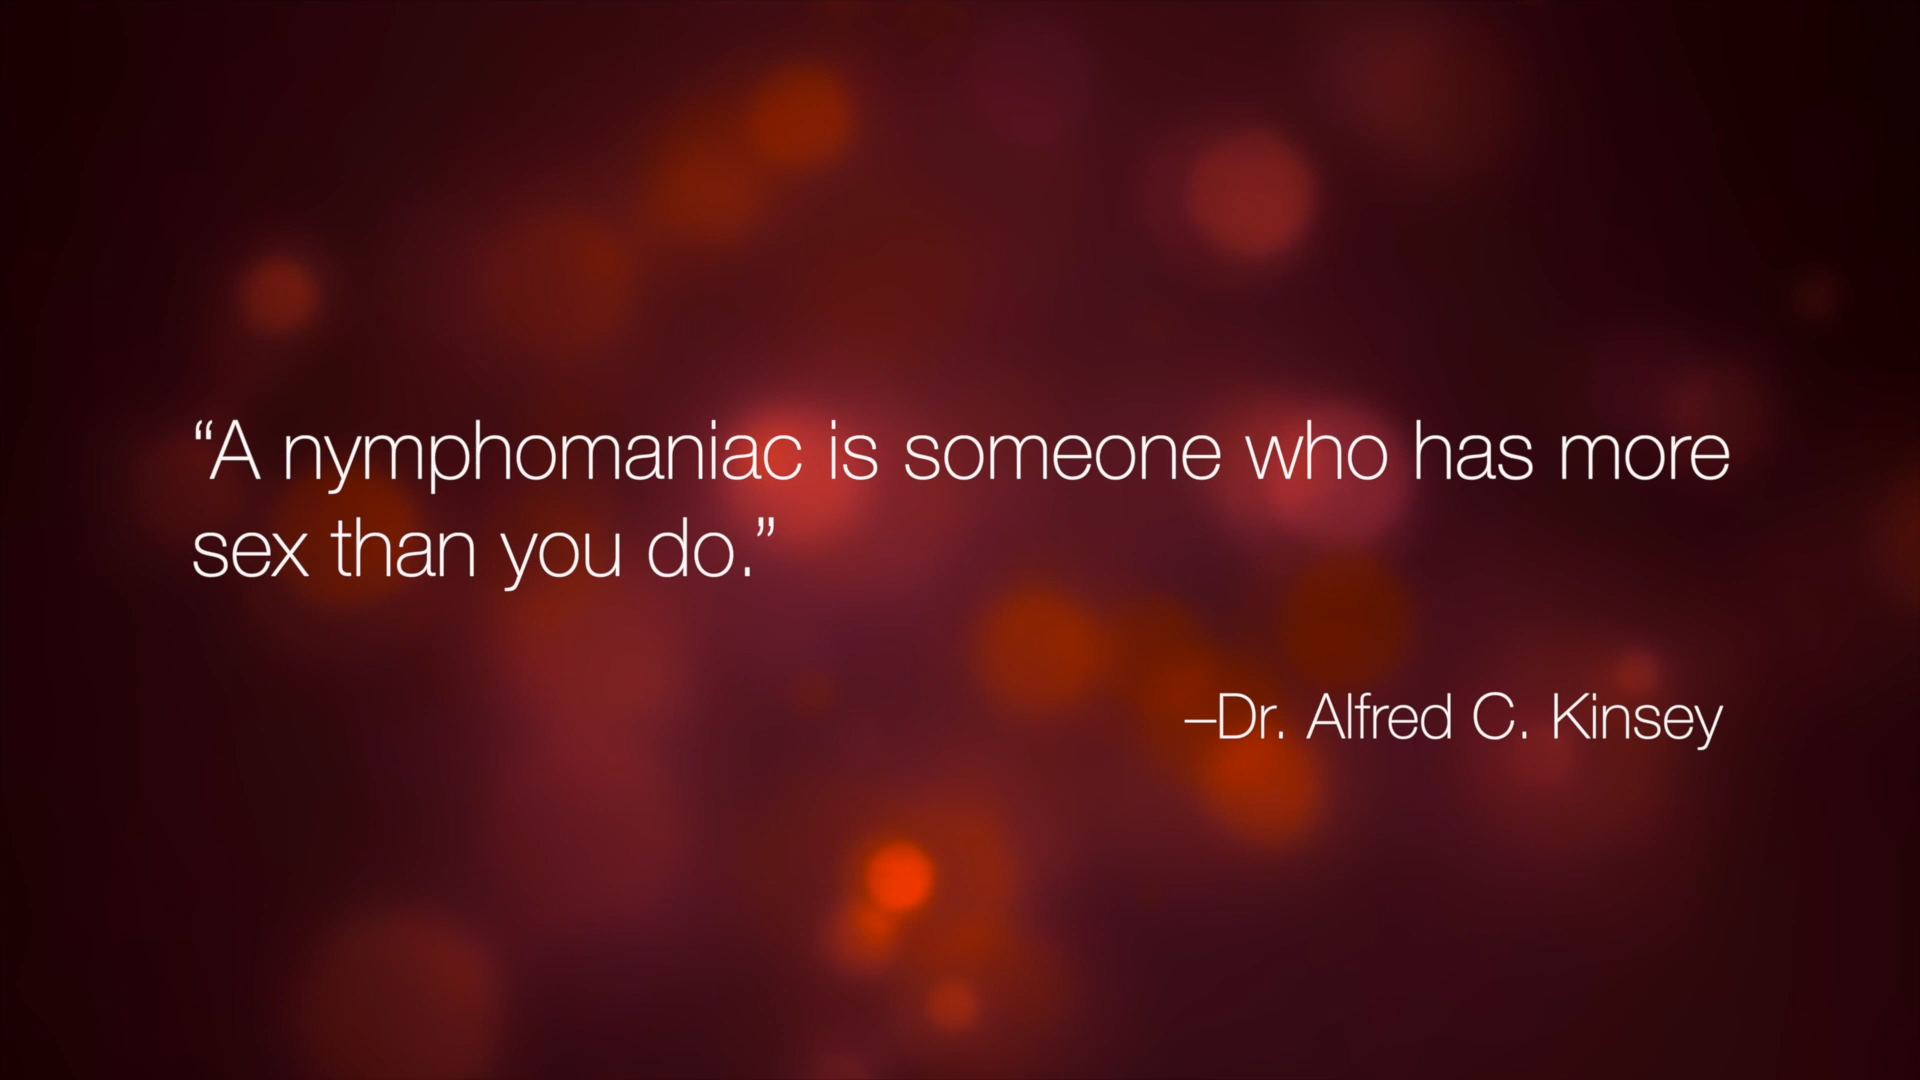 “A nymphomaniac is someone who has more
sex than you do.”
–Dr. Alfred C. Kinsey